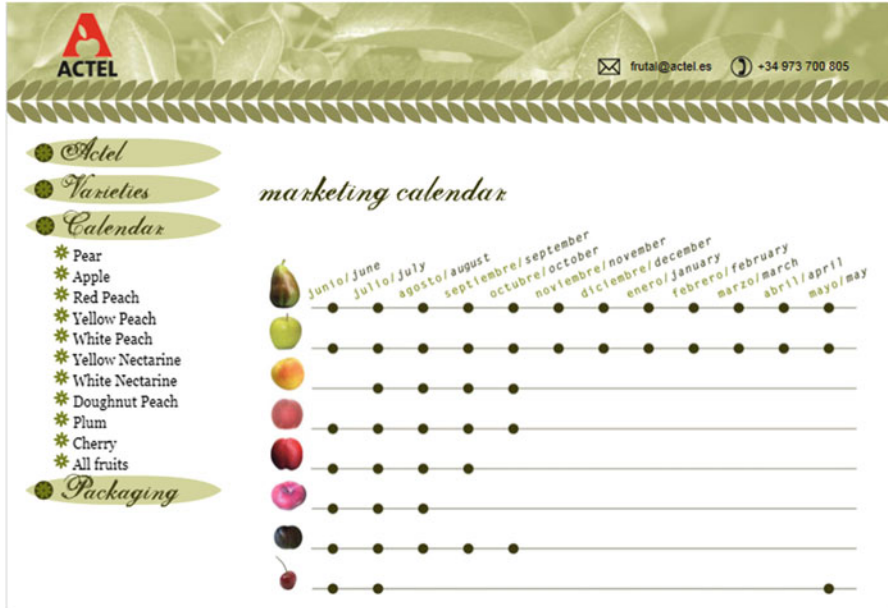 ACTEL
frutal@actel.es
+34 973 700 805
Actel
Varieties
Calendar
Pear
Apple
Red Peach
Yellow Peach
White Peach
Yellow Nectarine
White Nectarine
Doughnut Peach
Plum
Cherry
All fruits
Packaging
marketing calendar
junio/june
julio/july
agosto/august
septiembre/september
octubre/october
noviembre/november
diciembre/december
enero/january
febrero/february
marzo/march
abril/april
mayo/may